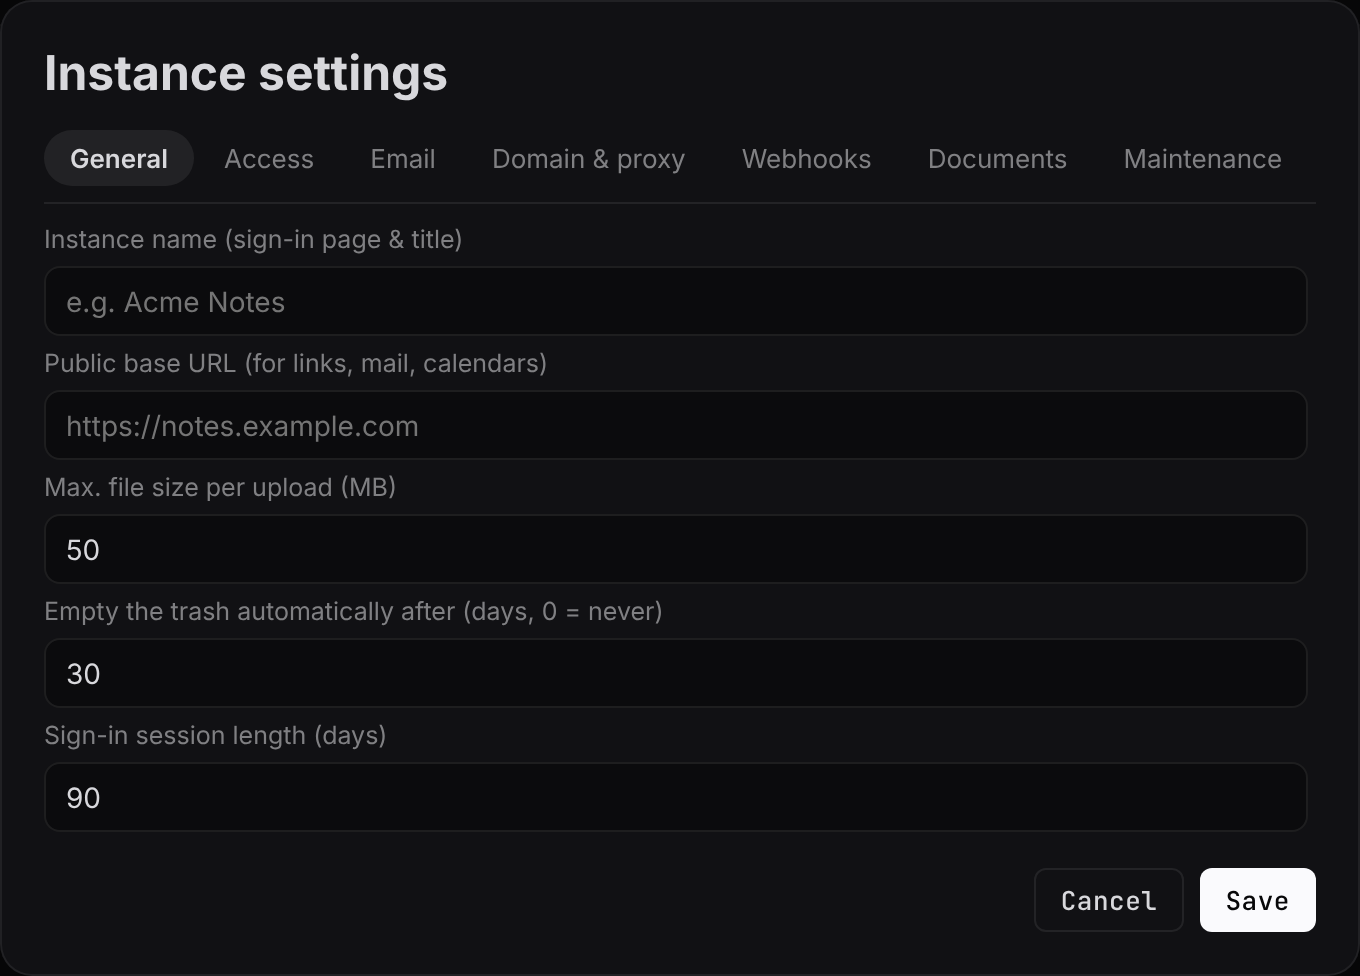 Instance settings
General Access Email Domain & proxy Webhooks Documents Maintenance
Instance name (sign-in page & title)
e.g. Acme Notes
Public base URL (for links, mail, calendars)
https://notes.example.com
Max. file size per upload (MB)
50
Empty the trash automatically after (days, 0 = never)
30
Sign-in session length (days)
90
Cancel Save